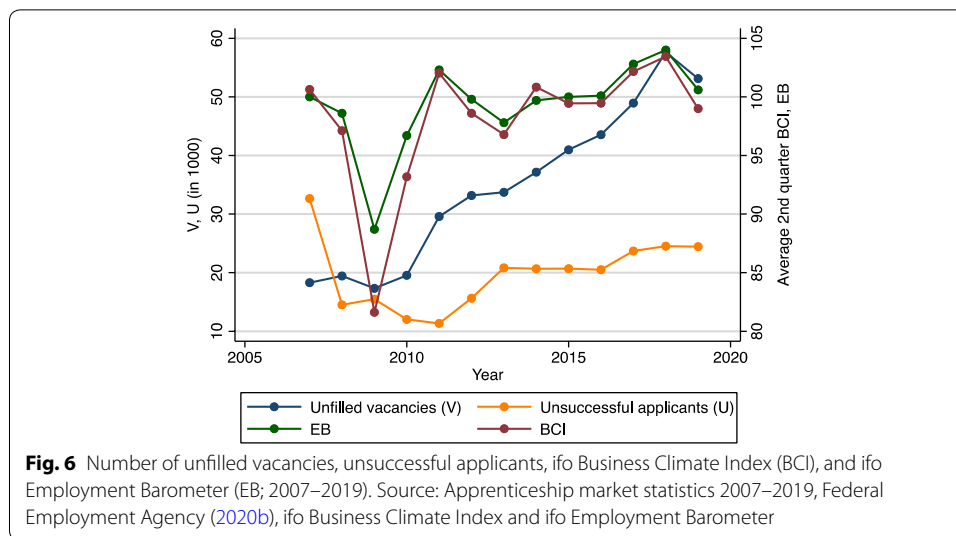 60
50
40
30
20
10
V, U (in 1000)
105
100
95
90
85
80
Average 2nd quarter BCI, EB
2005
2010
2015
2020
Year
Unfilled vacancies (V)
Unsuccessful applicants (U)
EB
BCI
Fig. 6 Number of unfilled vacancies, unsuccessful applicants, ifo Business Climate Index (BCI), and ifo
Employment Barometer (EB; 2007–2019). Source: Apprenticeship market statistics 2007–2019, Federal
Employment Agency (2020b), ifo Business Climate Index and ifo Employment Barometer